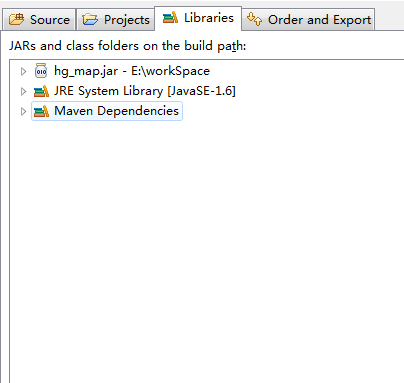 Source Projects Libraries Order and Export
JARs and class folders on the build path:
hg_map.jar - E:\workSpace
JRE System Library [JavaSE-1.6]
Maven Dependencies